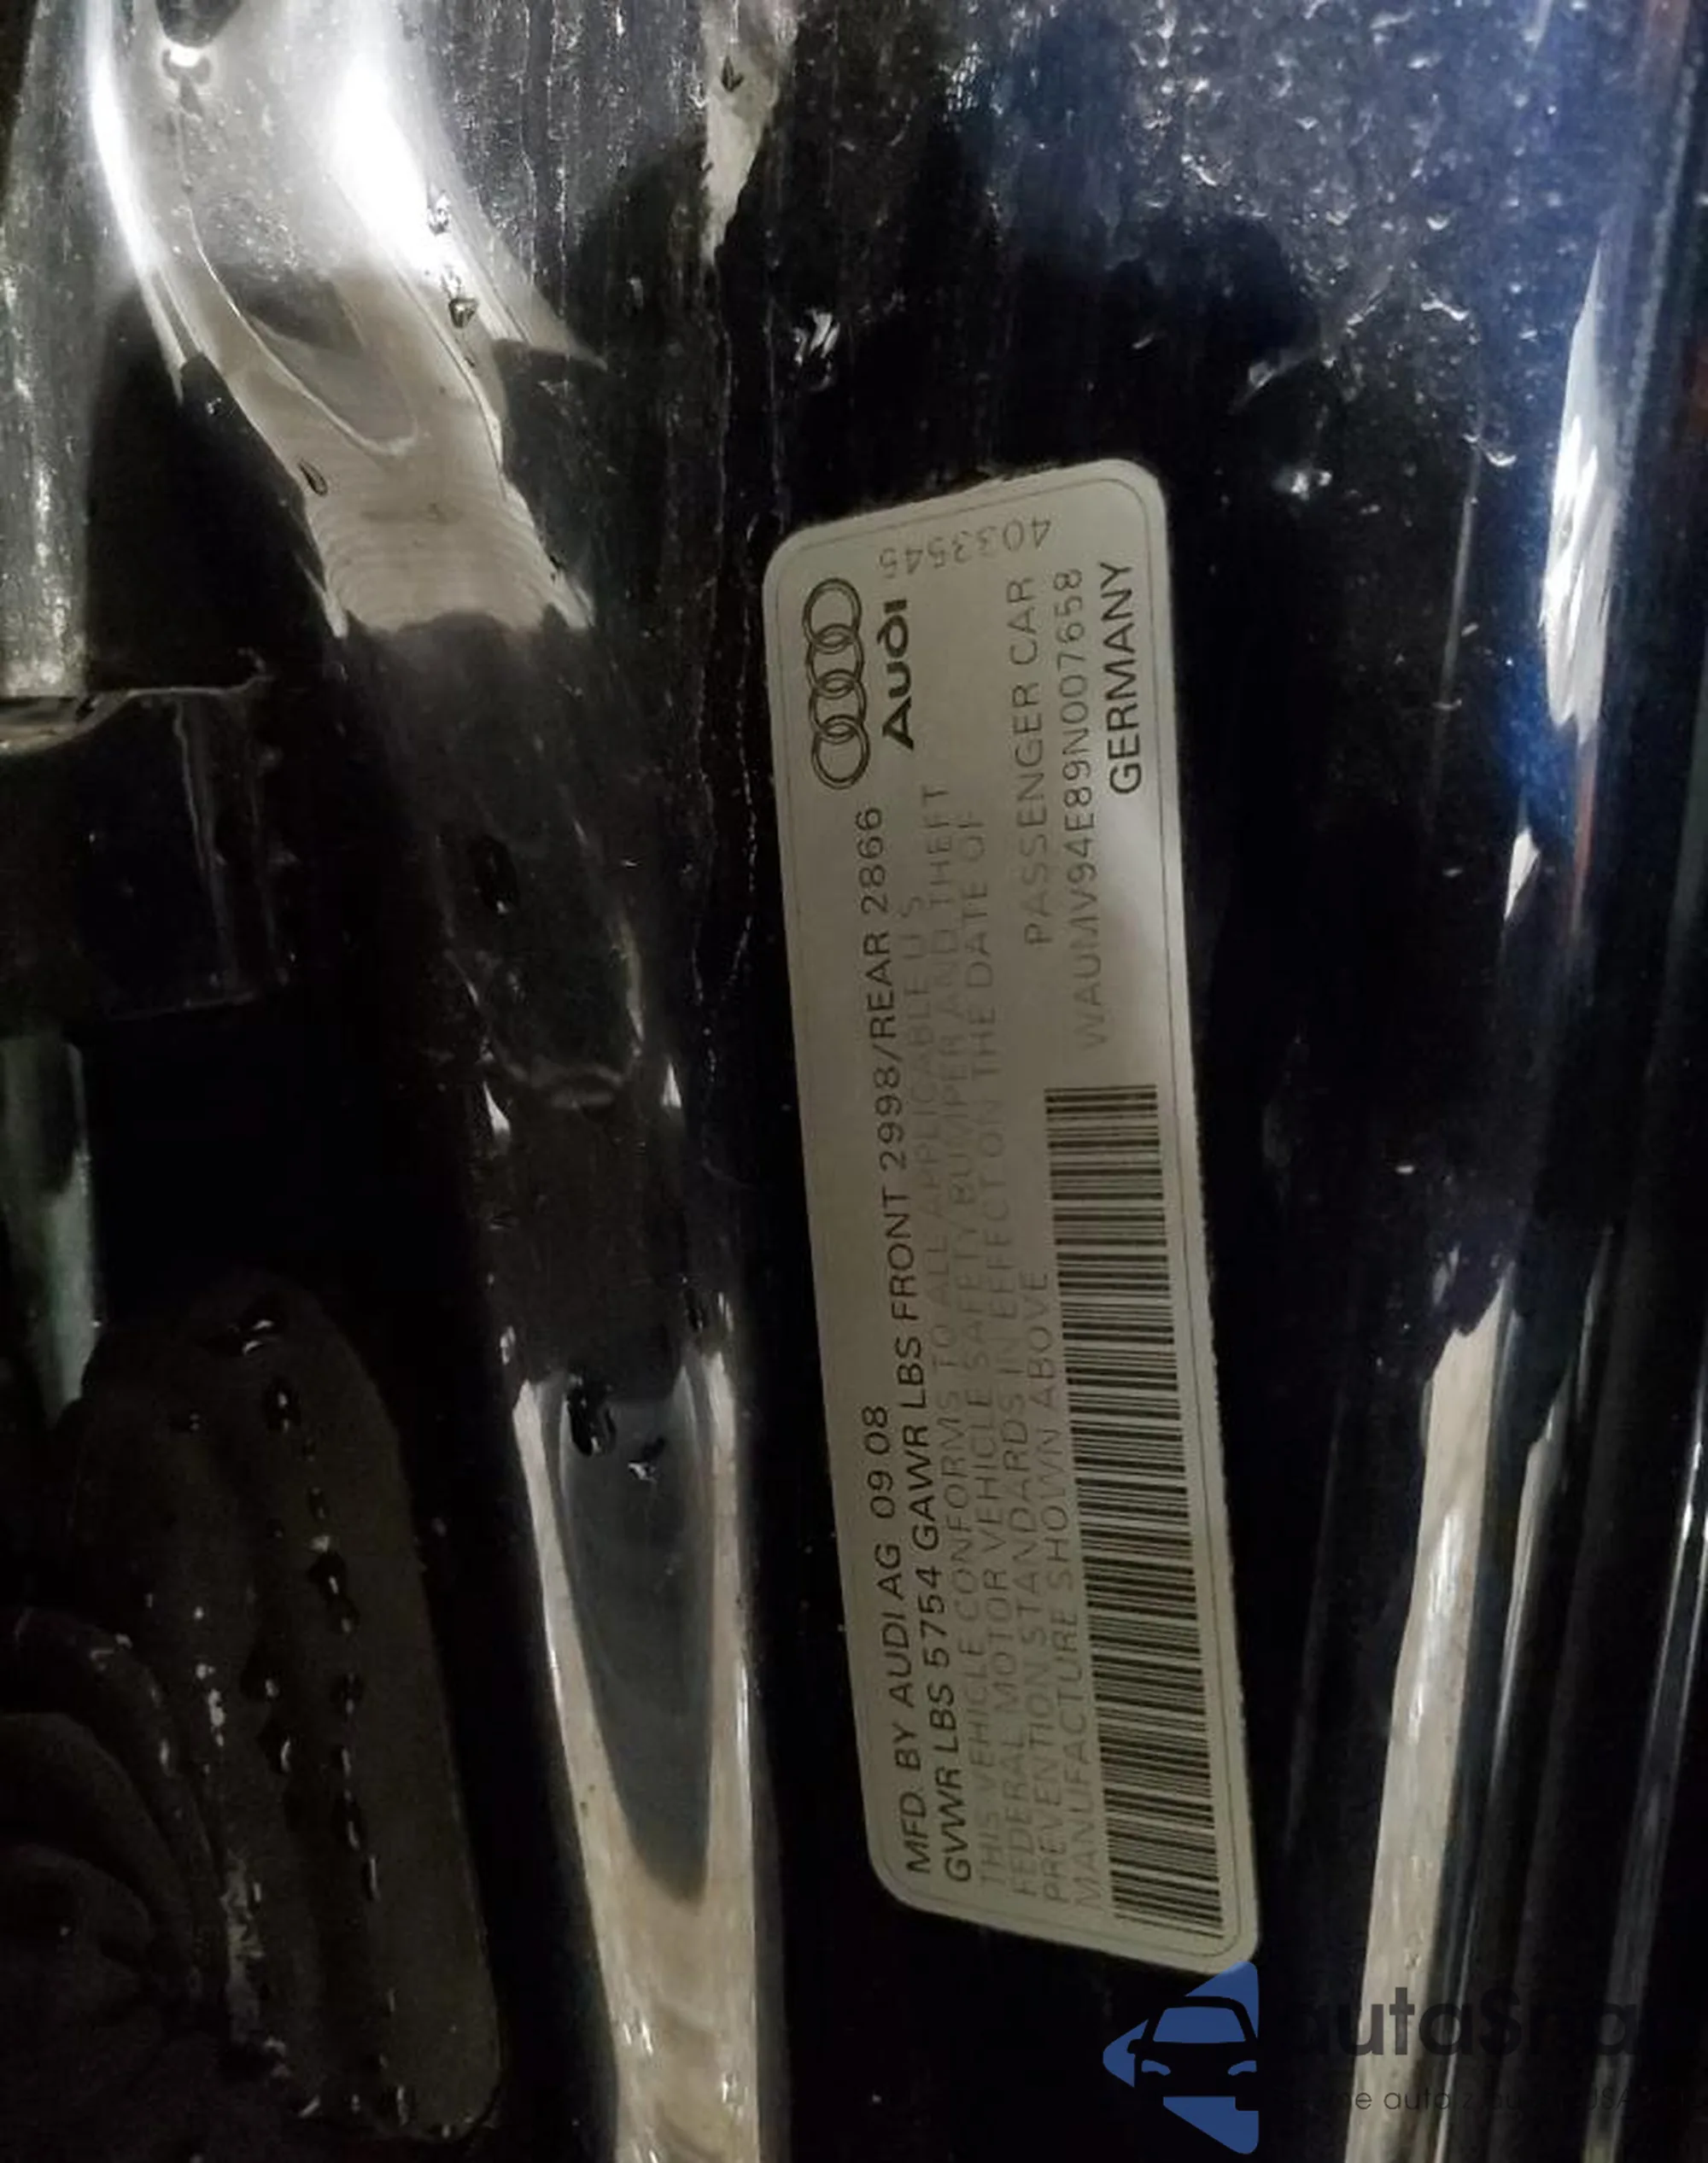 MFD. BY AUDI AG 09 08
GVWR LBS 5754 GAWR LBS FRONT 2998/REAR 2866
THIS VEHICLE CONFORMS TO ALL APPLICABLE U S
FEDERAL MOTOR VEHICLE SAFETY BUMPER AND THEFT
PREVENTION STANDARDS IN EFFECT ON THE DATE OF
MANUFACTURE SHOWN ABOVE
Audi
PASSENGER CAR
WAUMV94E89N007658
GERMANY
4033545
auto z